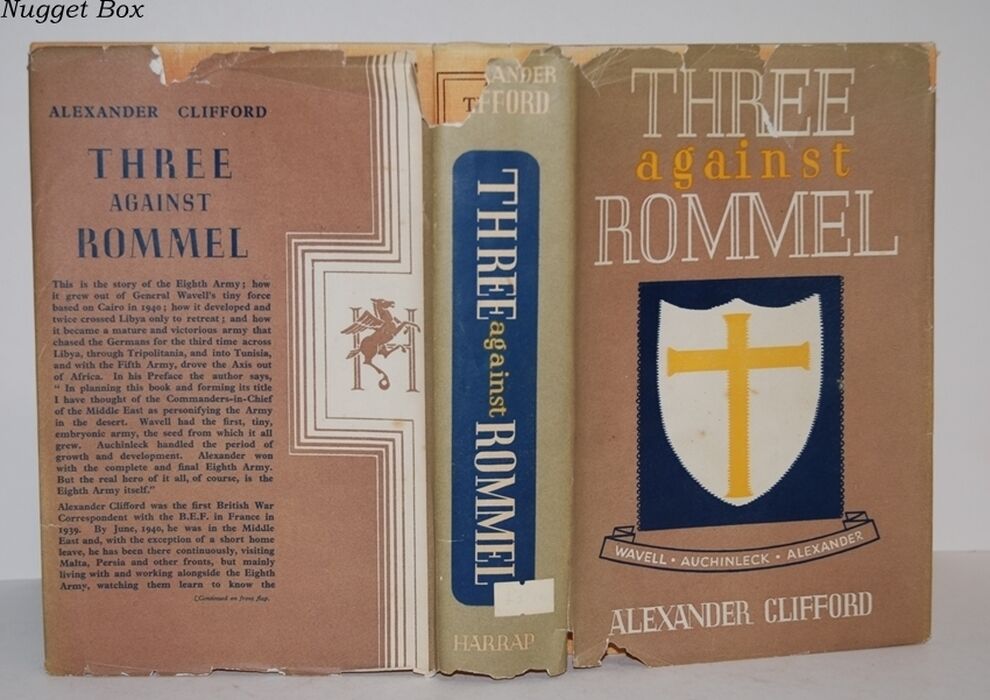 Nugget Box
ALEXANDER CLIFFORD
THREE
AGAINST
ROMMEL
This is the story of the Eighth Army; how
it grew out of General Wavell's tiny force
based on Cairo in 1940; how it developed and
twice crossed Libya only to retreat; and how
it became a mature and victorious army that
chased the Germans for the third time across
Libya, through Tripolitania, and into Tunisia,
and with the Fifth Army, drove the Axis out
of Africa. In his Preface the author says,
“ In planning this book and forming its title
I have thought of the Commanders-in-Chief
of the Middle East as personifying the Army
in the desert. Wavell had the first, tiny,
embryonic army, the seed from which it all
grew. Auchinleck handled the period of
growth and development. Alexander won
with the complete and final Eighth Army.
But the real hero of it all, of course, is the
Eighth Army itself.”
Alexander Clifford was the first British War
Correspondent with the B.E.F. in France in
1939. By June, 1940, he was in the Middle
East and, with the exception of a short home
leave, he has been there continuously, visiting
Malta, Persia and other fronts, but mainly
living with and working alongside the Eighth
Army, watching them learn to know the
[Continued on front flap.
ANDER
FFORD
THREE against ROMMEL
HARRAP
THREE
against
ROMMEL
WAVELL · AUCHINLECK · ALEXANDER
ALEXANDER CLIFFORD